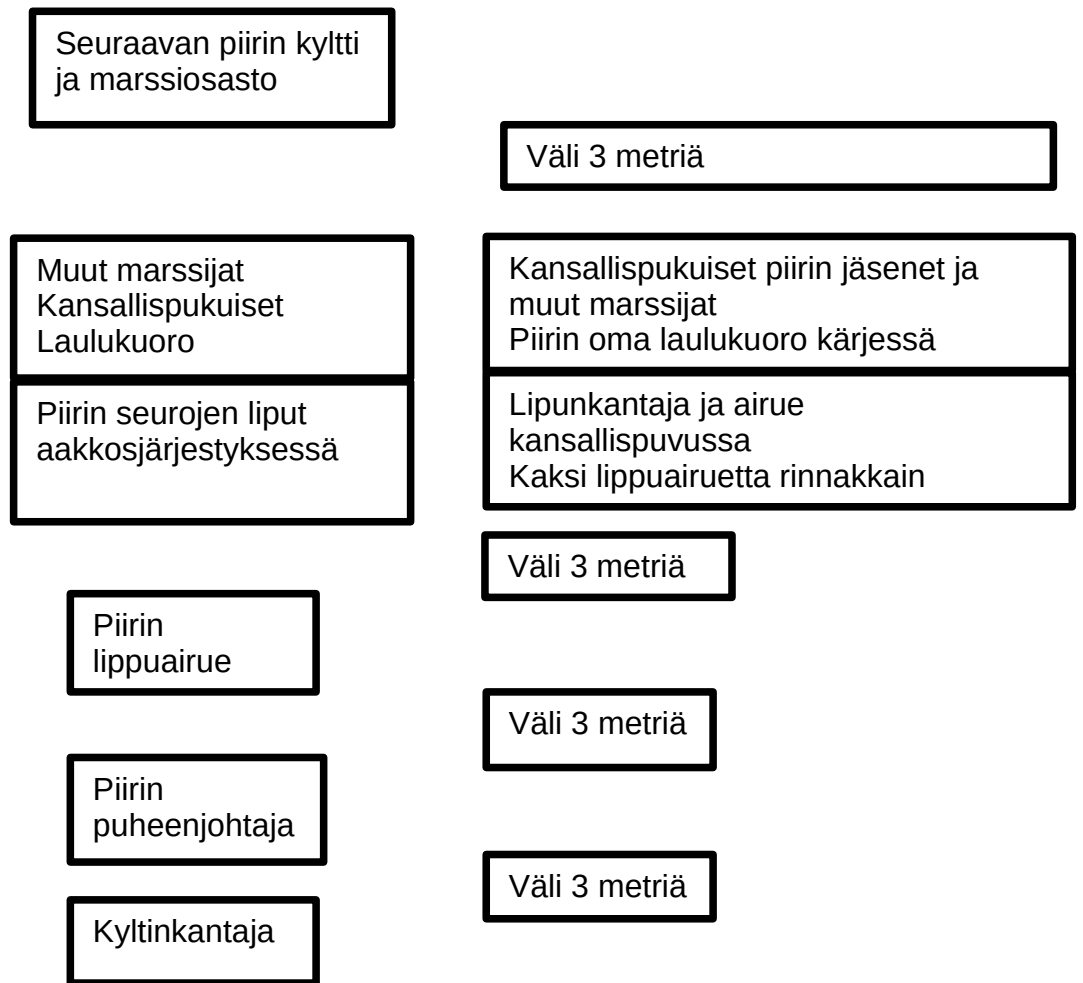 Seuraavan piirin kyltti
ja marssiosasto
Väli 3 metriä
Muut marssijat
Kansallispukuiset
Laulukuoro
Kansallispukuiset piirin jäsenet ja
muut marssijat
Piirin oma laulukuoro kärjessä
Piirin seurojen liput
aakkosjärjestyksessä
Lipunkantaja ja airue
kansallispuvussa
Kaksi lippuairuetta rinnakkain
Väli 3 metriä
Piirin
lippuairue
Väli 3 metriä
Piirin
puheenjohtaja
Väli 3 metriä
Kyltinkantaja